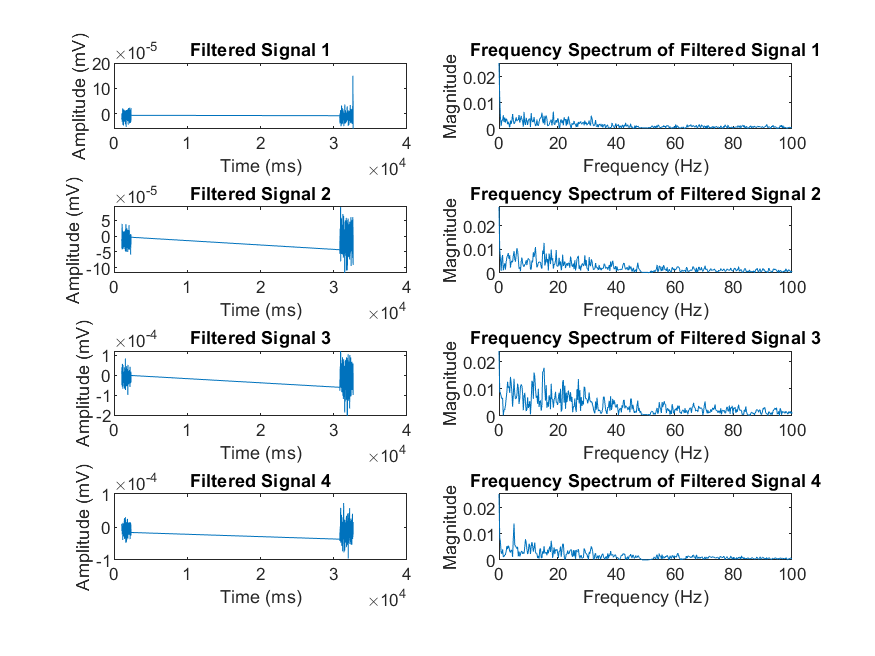 Filtered Signal 1
×10^-5
Amplitude (mV)
20
10
0
0 1 2 3 4
Time (ms)
×10^4
Frequency Spectrum of Filtered Signal 1
Magnitude
0.02
0.01
0
0 20 40 60 80 100
Frequency (Hz)
Filtered Signal 2
×10^-5
Amplitude (mV)
5
0
-5
-10
0 1 2 3 4
Time (ms)
×10^4
Frequency Spectrum of Filtered Signal 2
Magnitude
0.02
0.01
0
0 20 40 60 80 100
Frequency (Hz)
Filtered Signal 3
×10^-4
Amplitude (mV)
1
0
-1
-2
0 1 2 3 4
Time (ms)
×10^4
Frequency Spectrum of Filtered Signal 3
Magnitude
0.02
0.01
0
0 20 40 60 80 100
Frequency (Hz)
Filtered Signal 4
×10^-4
Amplitude (mV)
1
0
-1
0 1 2 3 4
Time (ms)
×10^4
Frequency Spectrum of Filtered Signal 4
Magnitude
0.02
0.01
0
0 20 40 60 80 100
Frequency (Hz)